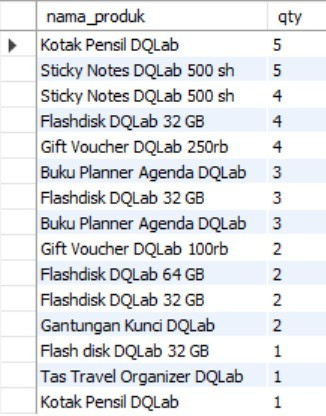 nama_produk qty
Kotak Pensil DQLab 5
Sticky Notes DQLab 500 sh 5
Sticky Notes DQLab 500 sh 4
Flashdisk DQLab 32 GB 4
Gift Voucher DQLab 250rb 4
Buku Planner Agenda DQLab 3
Flashdisk DQLab 32 GB 3
Buku Planner Agenda DQLab 3
Gift Voucher DQLab 100rb 2
Flashdisk DQLab 64 GB 2
Flashdisk DQLab 32 GB 2
Gantungan Kunci DQLab 2
Flash disk DQLab 32 GB 1
Tas Travel Organizer DQLab 1
Kotak Pensil DQLab 1